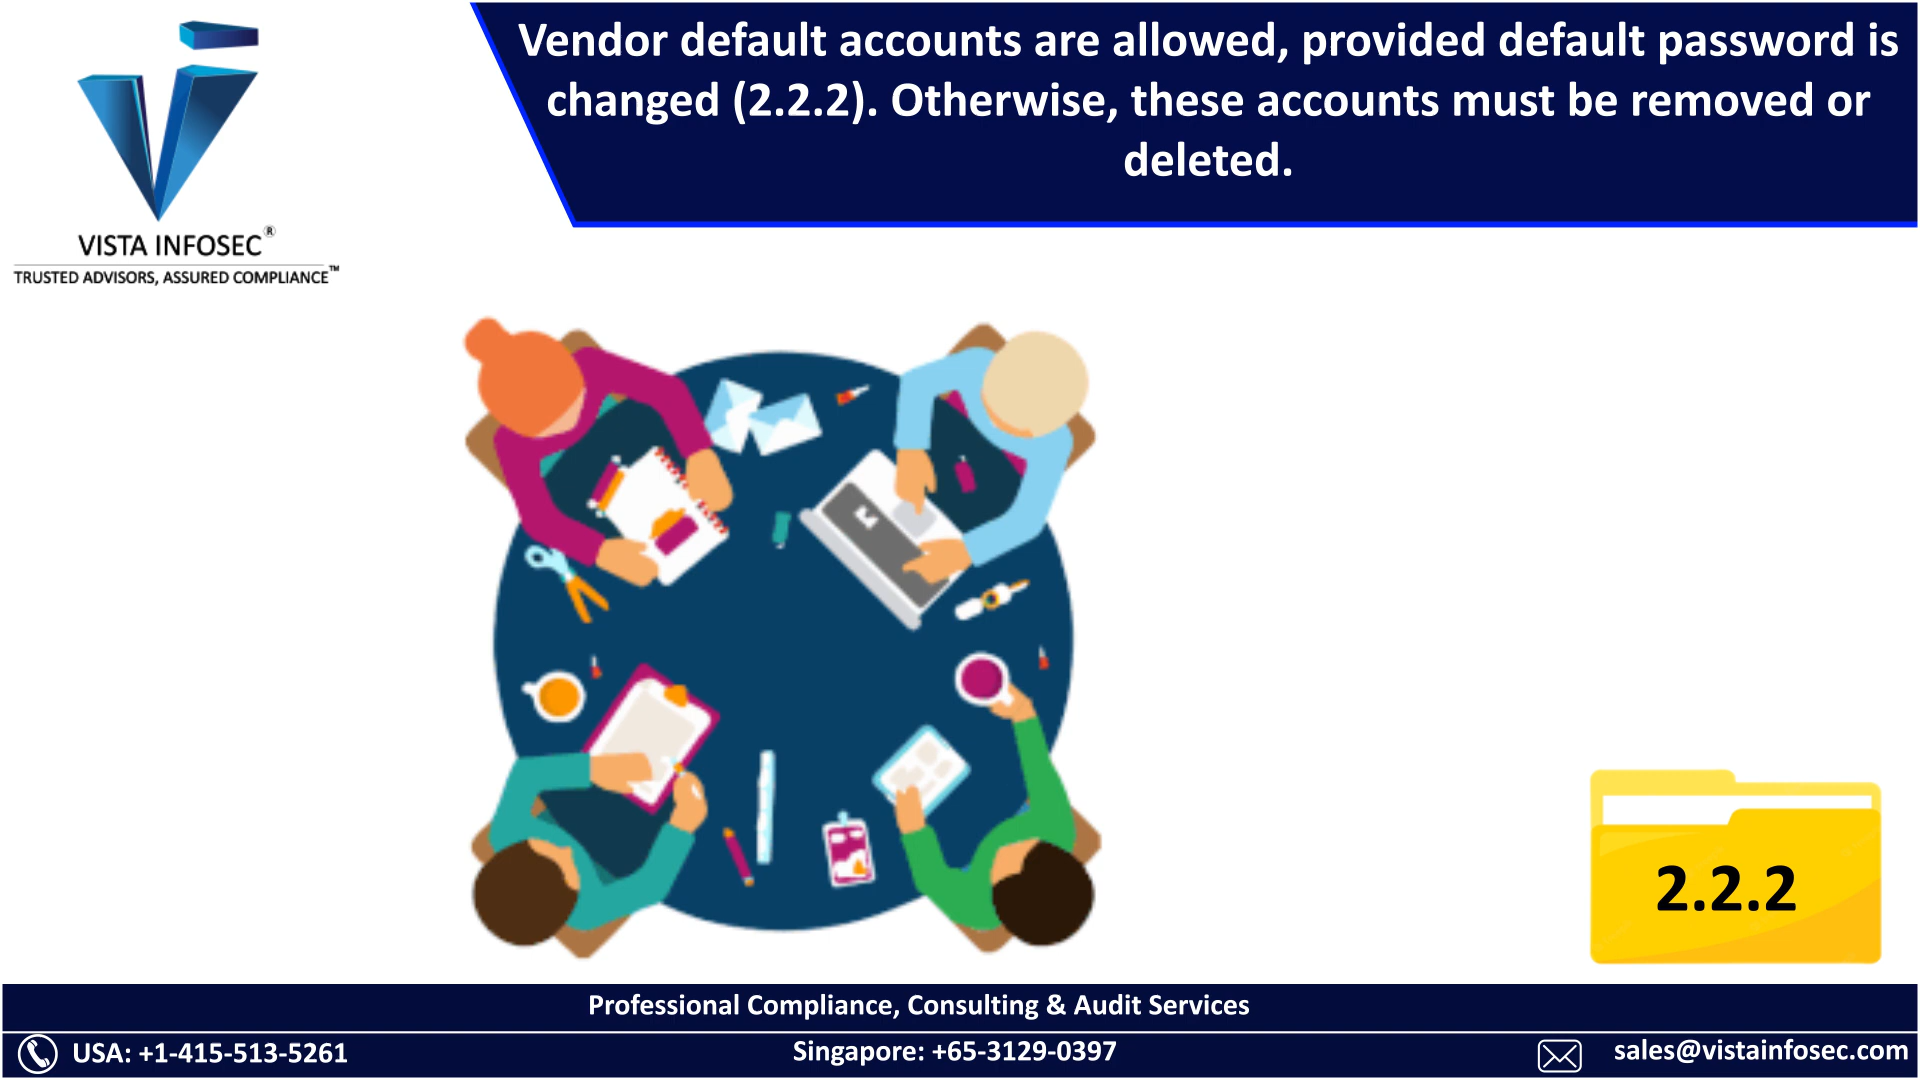 Vendor default accounts are allowed, provided default password is
changed (2.2.2). Otherwise, these accounts must be removed or
deleted.
VISTA INFOSEC®
TRUSTED ADVISORS, ASSURED COMPLIANCE™
2.2.2
Professional Compliance, Consulting & Audit Services
USA: +1-415-513-5261
Singapore: +65-3129-0397
sales@vistainfosec.com